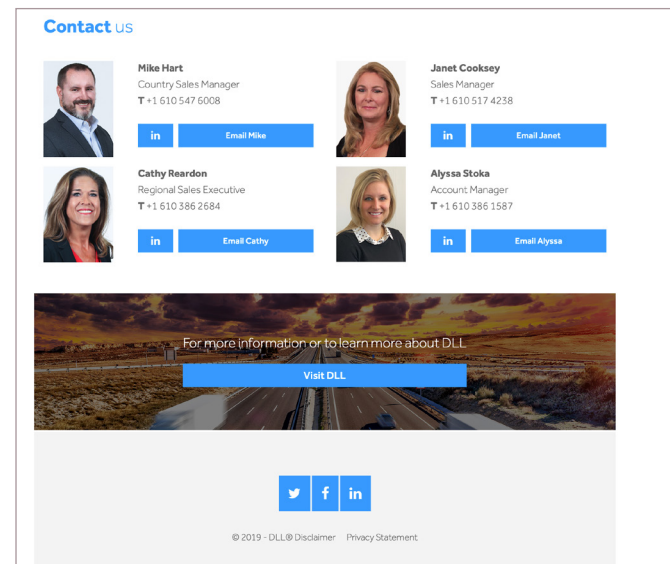 Contact us
Mike Hart
Country Sales Manager
T +1 610 547 6008
in
Email Mike
Janet Cooksey
Sales Manager
T +1 610 517 4238
in
Email Janet
Cathy Reardon
Regional Sales Executive
T +1 610 386 2684
in
Email Cathy
Alyssa Stoka
Account Manager
T +1 610 386 1587
in
Email Alyssa
For more information or to learn more about DLL
Visit DLL
f
in
© 2019 - DLL® Disclaimer Privacy Statement